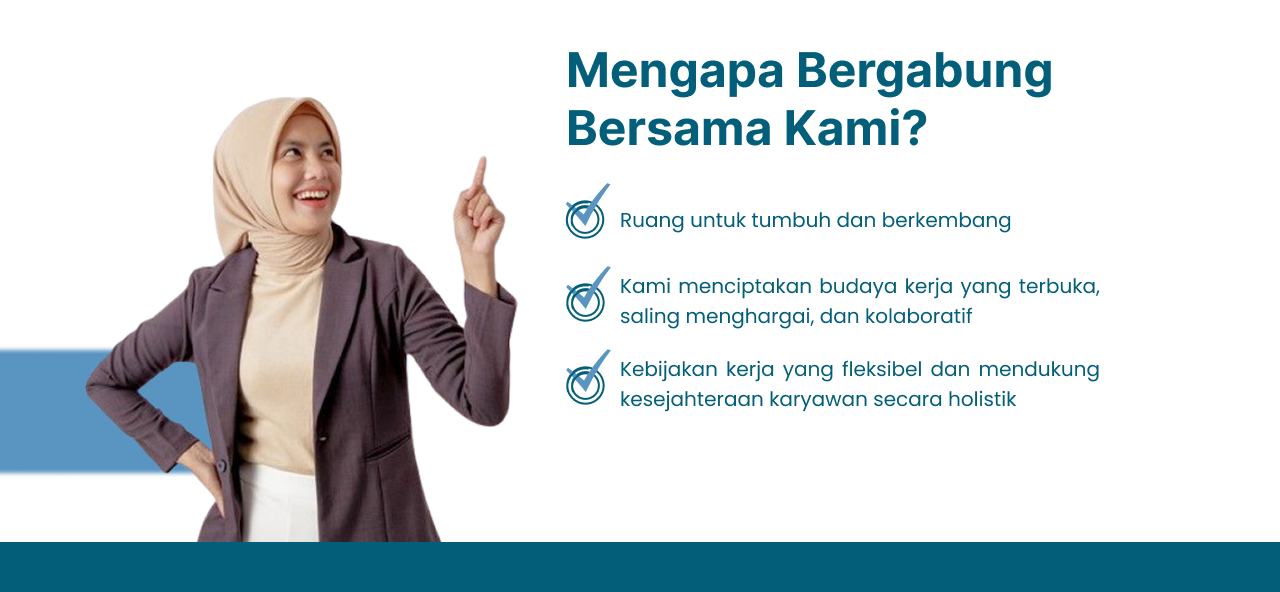 Mengapa Bergabung
Bersama Kami?
Ruang untuk tumbuh dan berkembang
Kami menciptakan budaya kerja yang terbuka,
saling menghargai, dan kolaboratif
Kebijakan kerja yang fleksibel dan mendukung
kesejahteraan karyawan secara holistik